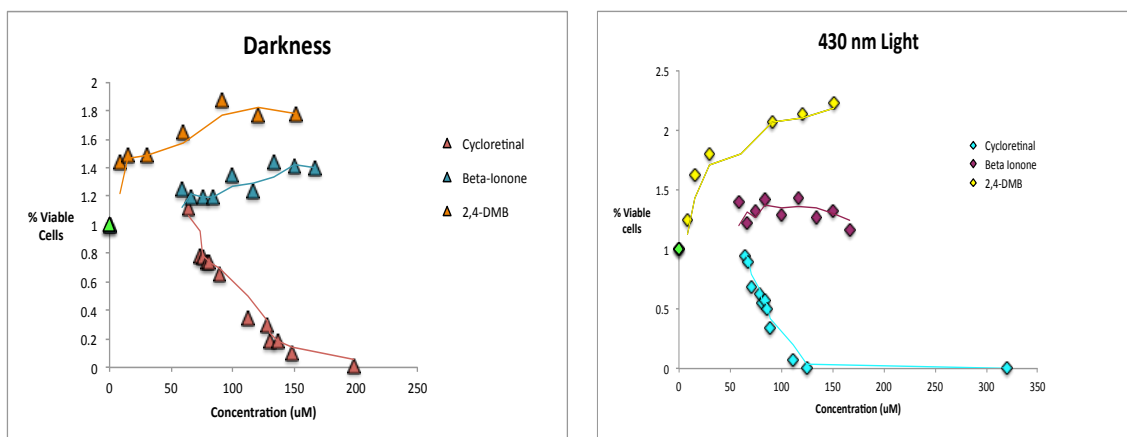 Darkness
% Viable
Cells
2
1.8
1.6
1.4
1.2
1
0.8
0.6
0.4
0.2
0
0 50 100 150 200 250
Concentration (uM)
Cycloretinal
Beta-Ionone
2,4-DMB
430 nm Light
% Viable
cells
2.5
2
1.5
1
0.5
0
0 50 100 150 200 250 300 350
Concentration (uM)
Cycloretinal
Beta Ionone
2,4-DMB